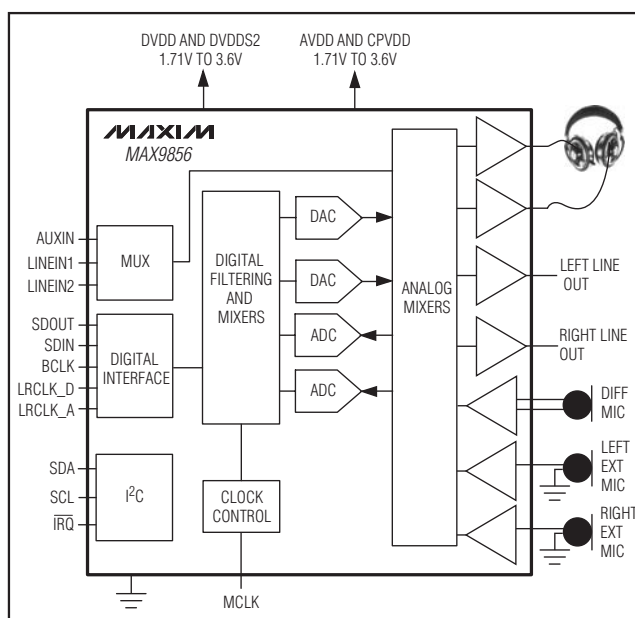 DVDD AND DVDDS2
1.71V TO 3.6V
AVDD AND CPVDD
1.71V TO 3.6V
MAXIM
MAX9856
AUXIN
LINEIN1
LINEIN2
MUX
SDOUT
SDIN
BCLK
LRCLK_D
LRCLK_A
DIGITAL
INTERFACE
SDA
SCL
IRQ
I²C
DIGITAL
FILTERING
AND
MIXERS
CLOCK
CONTROL
MCLK
DAC
DAC
ADC
ADC
ANALOG
MIXERS
LEFT LINE
OUT
RIGHT LINE
OUT
DIFF
MIC
LEFT
EXT
MIC
RIGHT
EXT
MIC